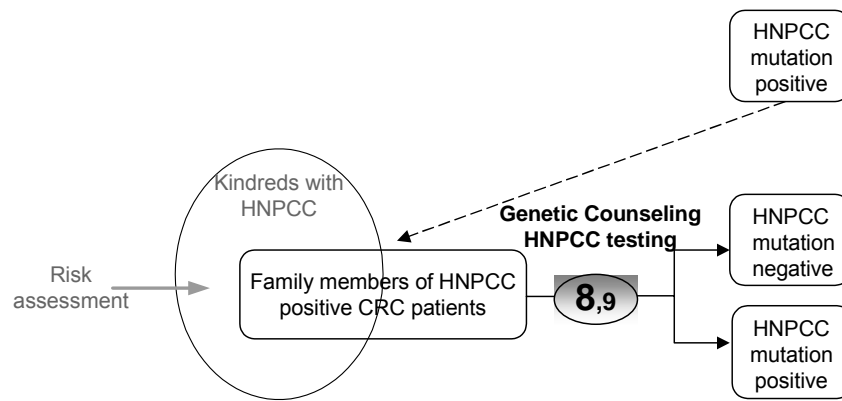 HNPCC
mutation
positive
Kindreds with
HNPCC
Genetic Counseling
HNPCC testing
HNPCC
mutation
negative
Risk
assessment
Family members of HNPCC
positive CRC patients
8,9
HNPCC
mutation
positive